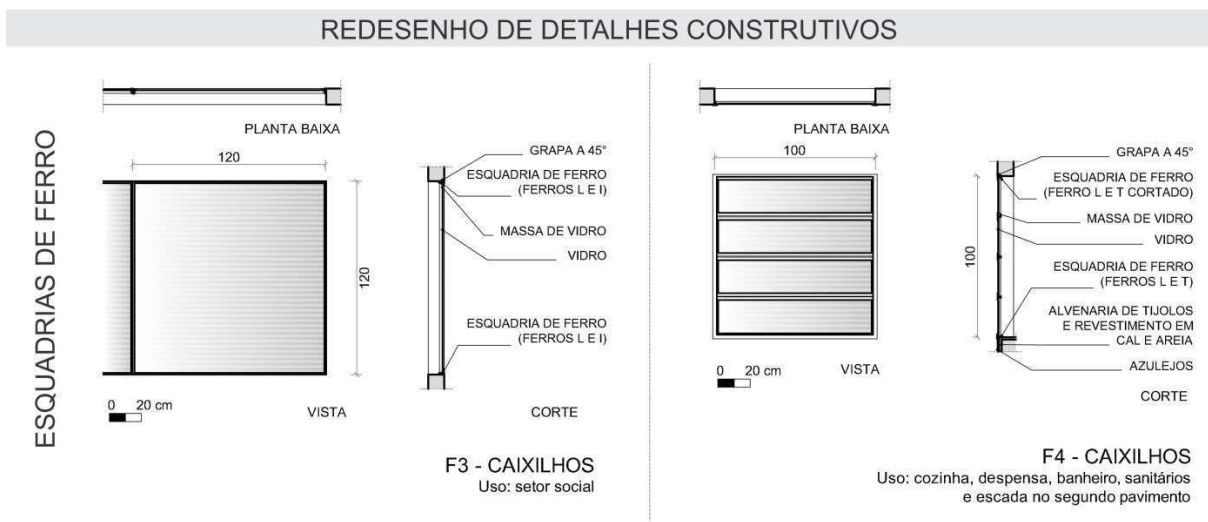 REDESENHO DE DETALHES CONSTRUTIVOS
ESQUADRIAS DE FERRO
PLANTA BAIXA
120
120
0 20 cm
VISTA
GRAPA A 45°
ESQUADRIA DE FERRO
(FERROS L E I)
MASSA DE VIDRO
VIDRO
ESQUADRIA DE FERRO
(FERROS L E I)
CORTE
F3 - CAIXILHOS
Uso: setor social
PLANTA BAIXA
100
100
0 20 cm
VISTA
GRAPA A 45°
ESQUADRIA DE FERRO
(FERRO L E T CORTADO)
MASSA DE VIDRO
VIDRO
ESQUADRIA DE FERRO
(FERROS L E T)
ALVENARIA DE TIJOLOS
E REVESTIMENTO EM
CAL E AREIA
AZULEJOS
CORTE
F4 - CAIXILHOS
Uso: cozinha, despensa, banheiro, sanitários
e escada no segundo pavimento